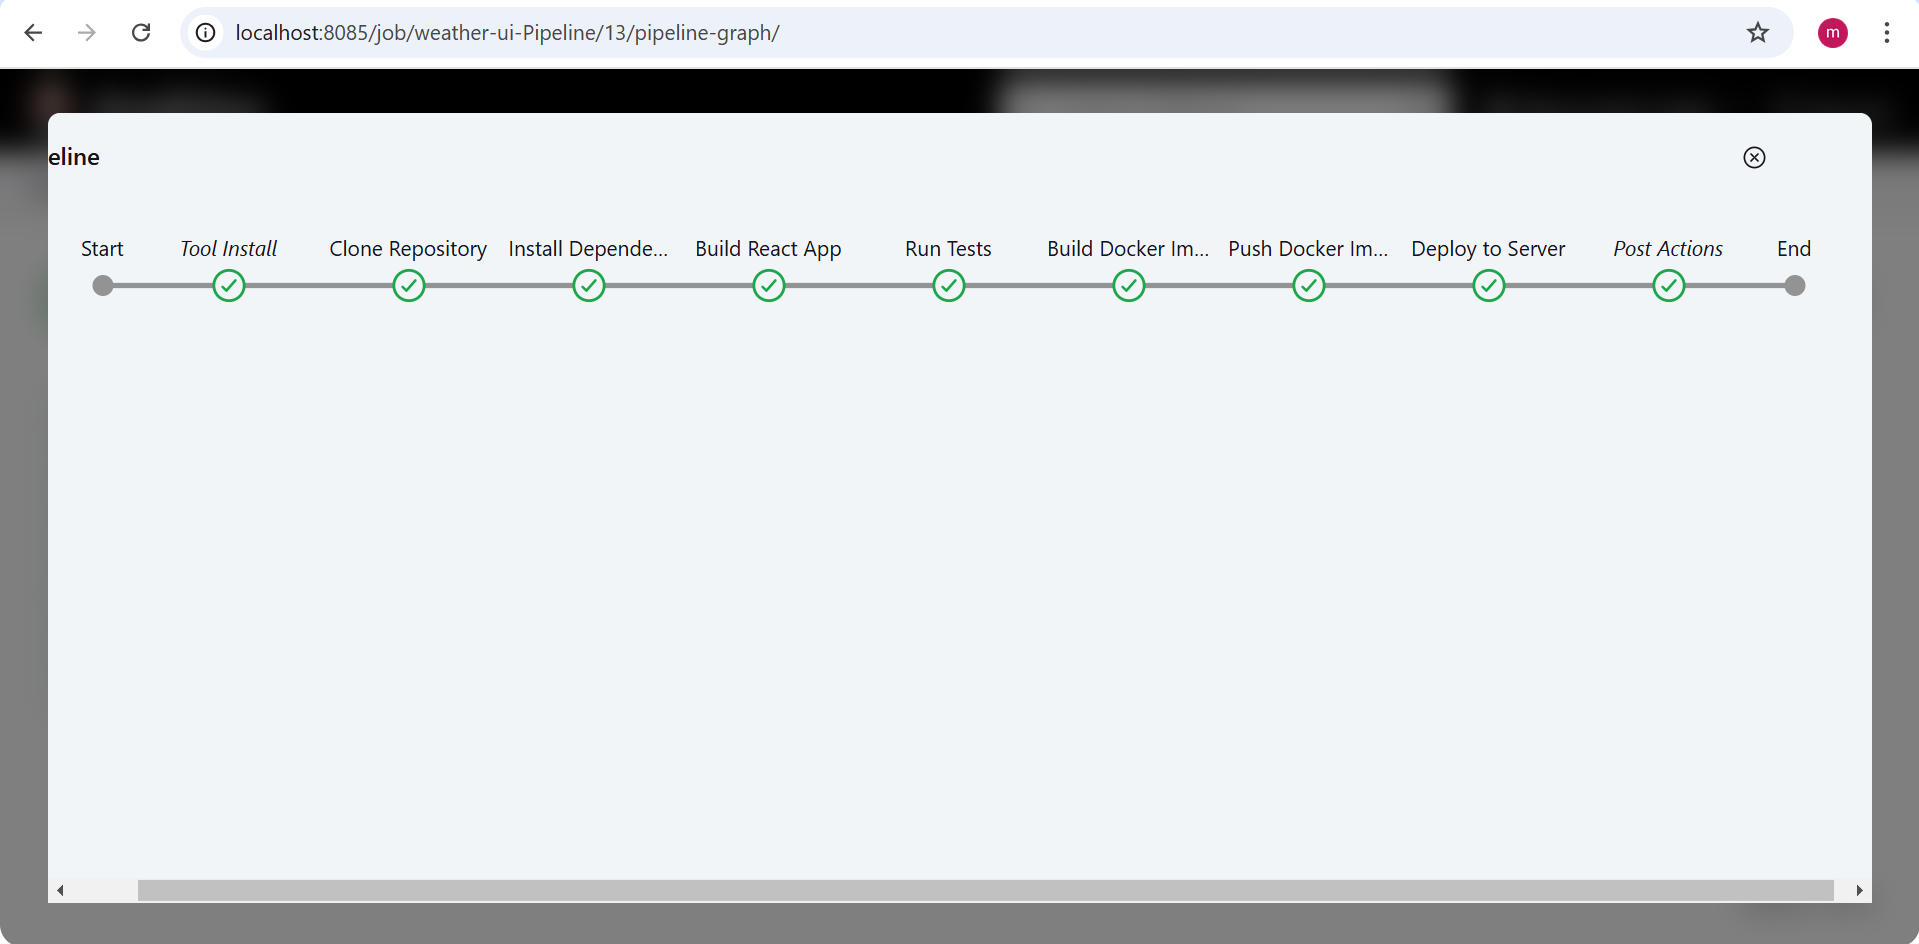 localhost:8085/job/weather-ui-Pipeline/13/pipeline-graph/
m
eline
Start Tool Install Clone Repository Install Depende... Build React App Run Tests Build Docker Im... Push Docker Im... Deploy to Server Post Actions End